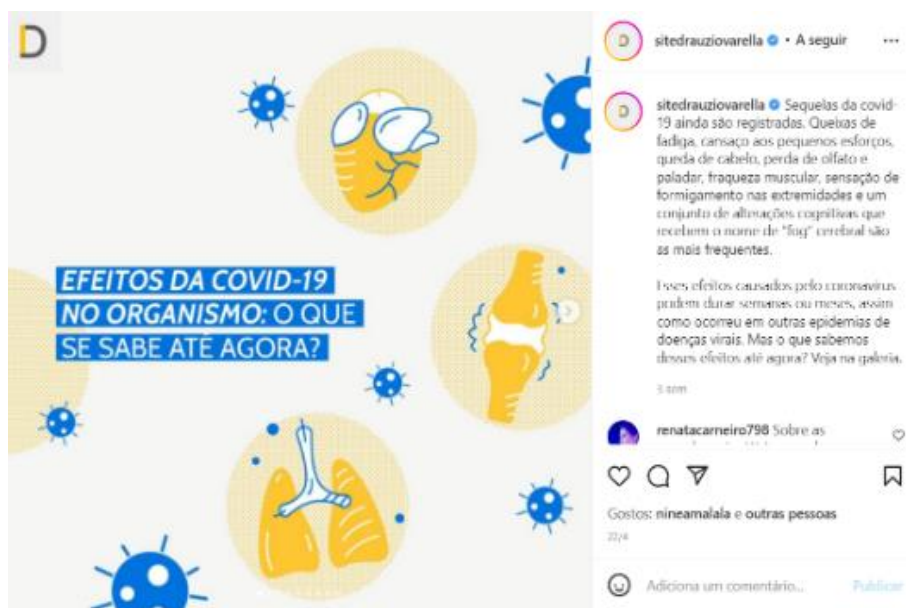 D
EFEITOS DA COVID-19
NO ORGANISMO: O QUE
SE SABE ATÉ AGORA?
D
sitedrauziovarella • A seguir
D
sitedrauziovarella Sequelas da covid-
19 ainda são registradas. Queixas de
fadiga, cansaço aos pequenos esforços,
queda de cabelo, perda de olfato e
paladar, fraqueza muscular, sensação de
formigamento nas extremidades e um
conjunto de alterações cognitivas que
recebem o nome de "fog" cerebral são
as mais frequentes.
Esses efeitos causados pelo coronavírus
podem durar semanas ou meses, assim
como ocorreu em outras epidemias de
doenças virais. Mas o que sabemos
desses efeitos até agora? Veja na galeria.
3 sem
renatacarneiro798 Sobre as
Gostos: nineamalala e outras pessoas
22/4
Adiciona um comentário...
Publicar